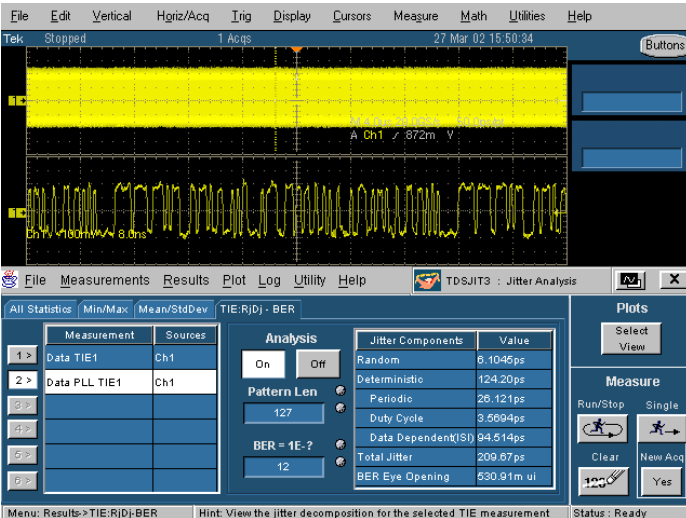 File Edit Vertical Horiz/Acq Trig Display Cursors Measure Math Utilities Help
Tek Stopped 1 Acqs 27 Mar 02 15:50:34
Buttons
A Ch1 872m V
8.0ns
File Measurements Results Plot Log Utility Help TDSJIT3 : Jitter Analysis X
All Statistics Min/Max Mean/StdDev TIE:RjDj - BER
Plots
Select
View
Measurement Sources
1 > Data TIE1 Ch1
2 > Data PLL TIE1 Ch1
3 >
4 >
5 >
6 >
Analysis
On Off
Pattern Len
127
BER = 1E-?
12
Jitter Components Value
Random 6.1045ps
Deterministic 124.20ps
Periodic 26.121ps
Duty Cycle 3.5694ps
Data Dependent(ISI) 94.514ps
Total Jitter 209.67ps
BER Eye Opening 530.91m ui
Measure
Run/Stop Single
Clear New Acq
123
Yes
Menu: Results->TIE:RjDj-BER Hint: View the jitter decomposition for the selected TIE measurement Status : Ready